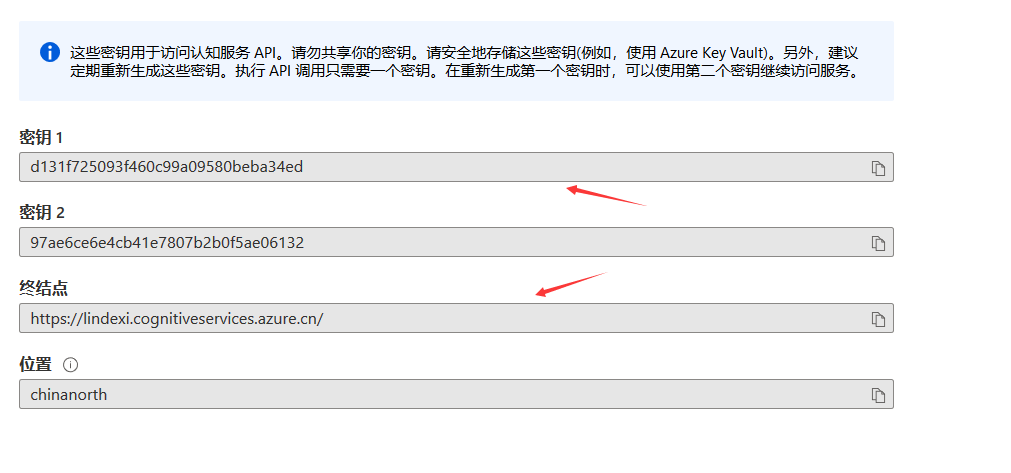 这些密钥用于访问认知服务 API。请勿共享你的密钥。请安全地存储这些密钥(例如，使用 Azure Key Vault)。另外，建议
定期重新生成这些密钥。执行 API 调用只需要一个密钥。在重新生成第一个密钥时，可以使用第二个密钥继续访问服务。
密钥 1
d131f725093f460c99a09580beba34ed
密钥 2
97ae6ce6e4cb41e7807b2b0f5ae06132
终结点
https://lindexi.cognitiveservices.azure.cn/
位置
chinanorth